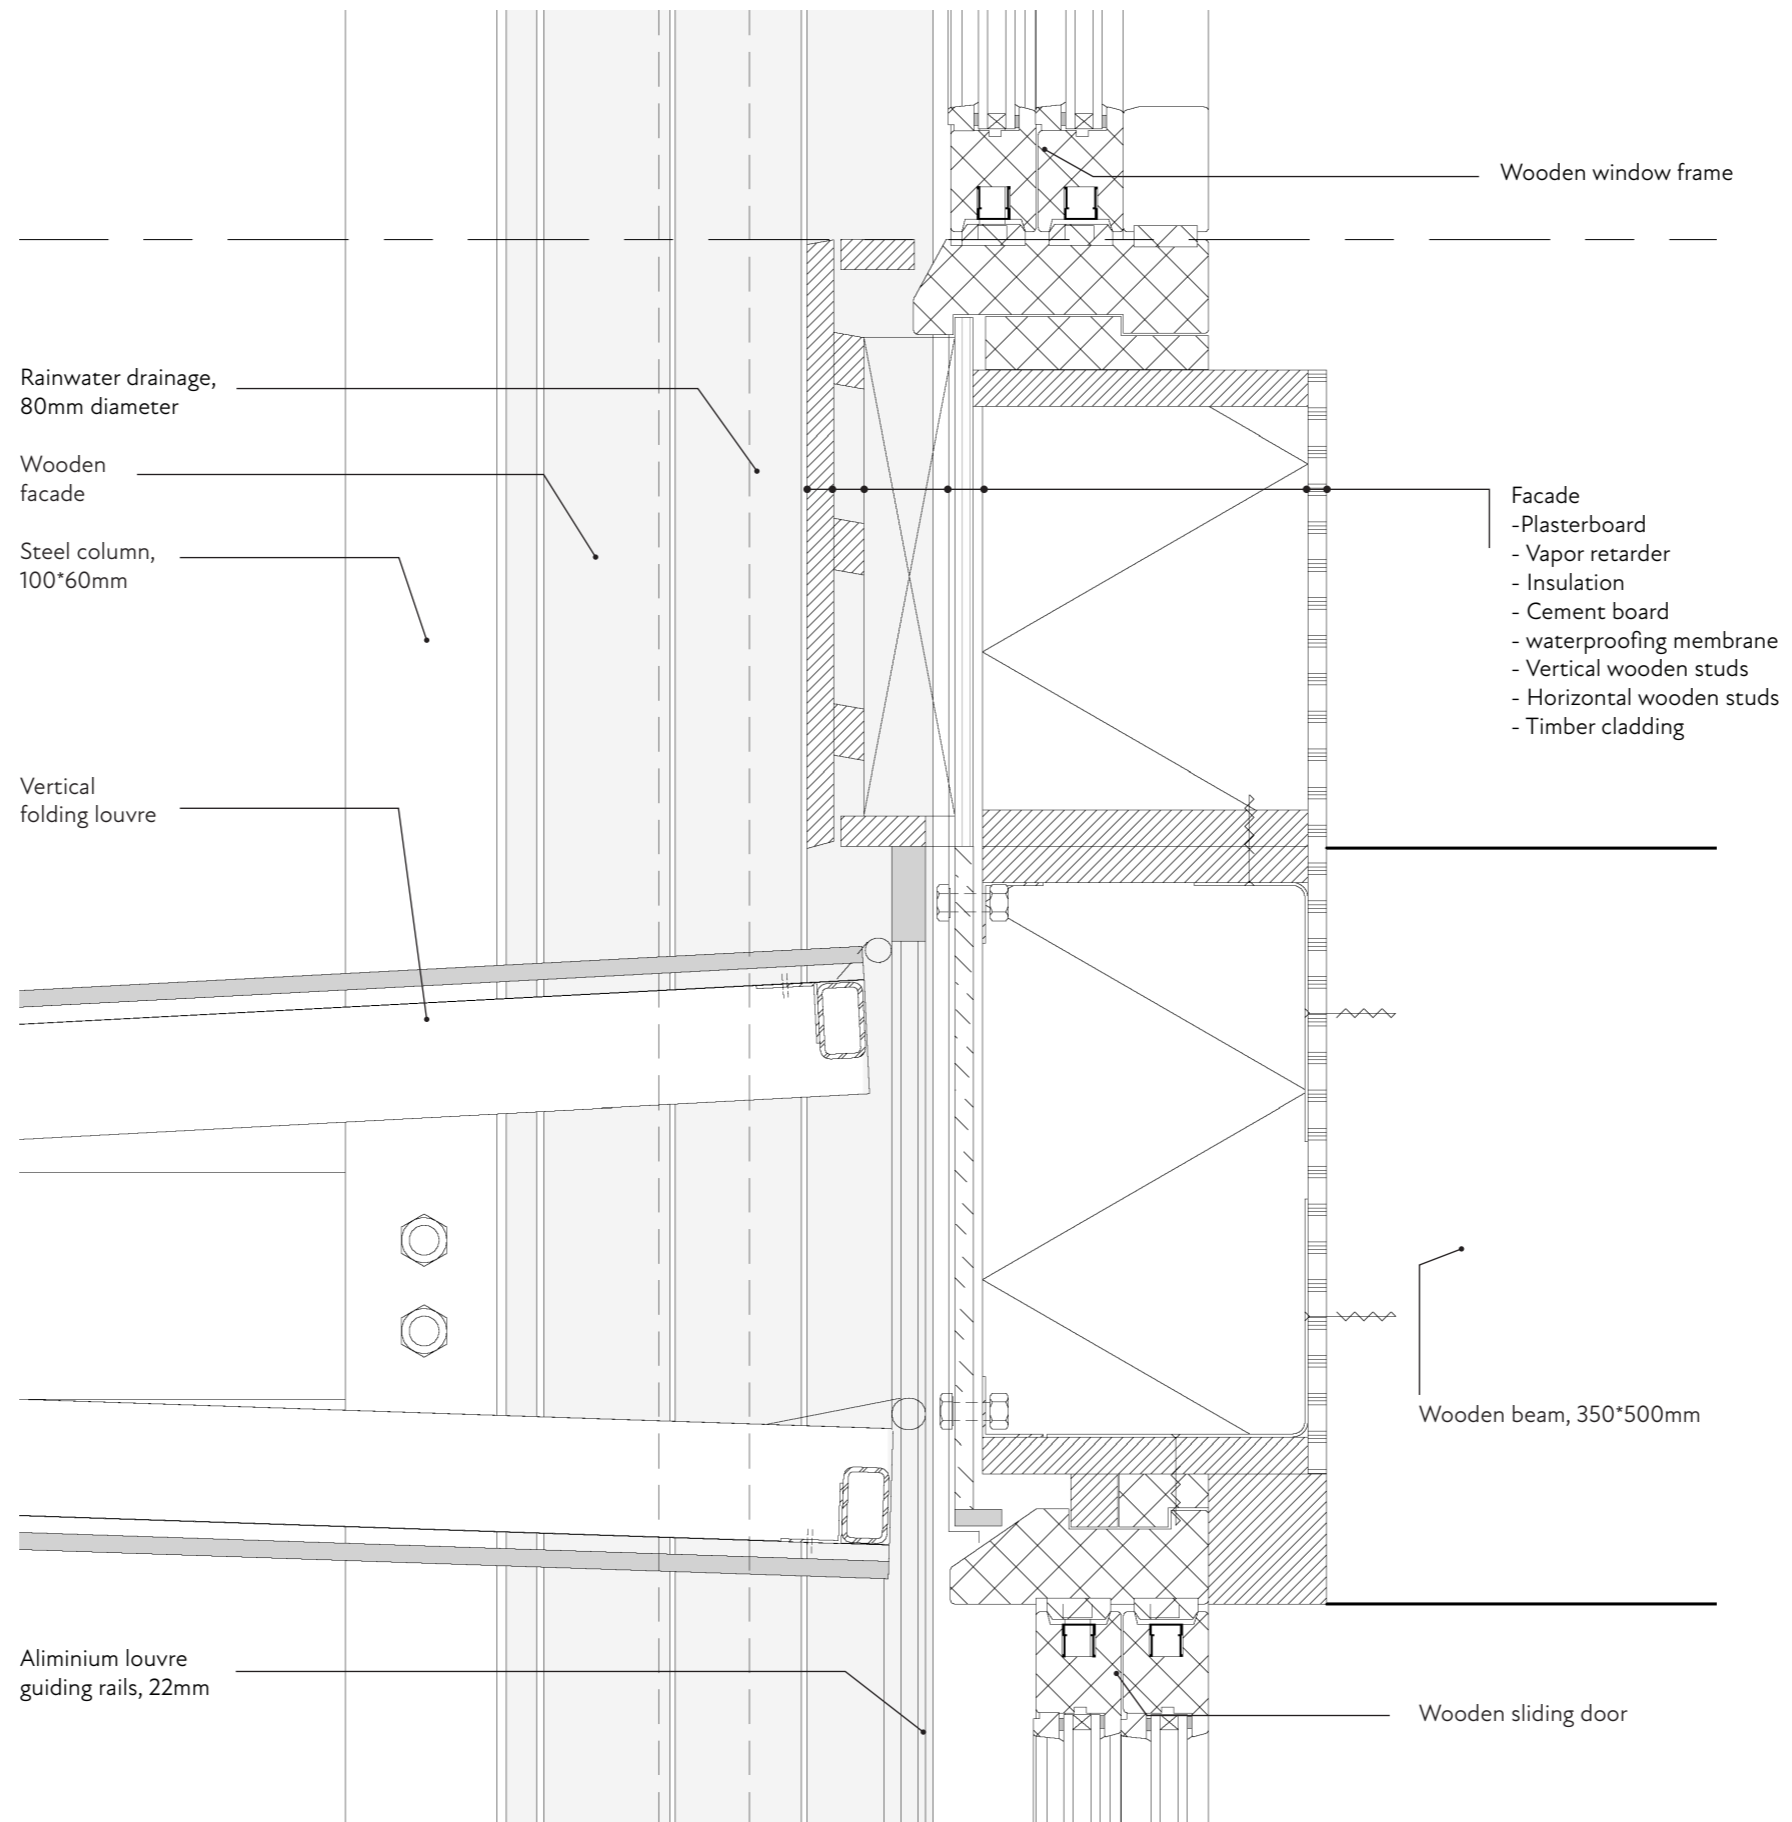 Wooden window frame
Rainwater drainage,
80mm diameter
Wooden
facade
Steel column,
100*60mm
Facade
-Plasterboard
- Vapor retarder
- Insulation
- Cement board
- waterproofing membrane
- Vertical wooden studs
- Horizontal wooden studs
- Timber cladding
Vertical
folding louvre
Wooden beam, 350*500mm
Aliminium louvre
guiding rails, 22mm
Wooden sliding door